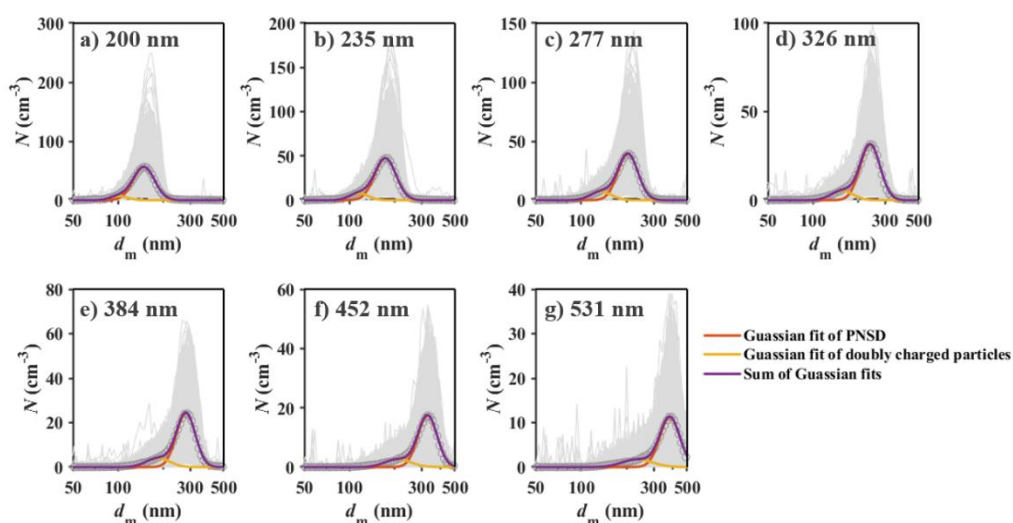 a) 200 nm
300
200
100
0
N (cm⁻³)
50 100 300 500
dₘ (nm)
b) 235 nm
200
150
100
50
0
N (cm⁻³)
50 100 300 500
dₘ (nm)
c) 277 nm
150
100
50
0
N (cm⁻³)
50 100 300 500
dₘ (nm)
d) 326 nm
100
50
0
N (cm⁻³)
50 100 300 500
dₘ (nm)
e) 384 nm
80
60
40
20
0
N (cm⁻³)
50 100 300 500
dₘ (nm)
f) 452 nm
60
40
20
0
N (cm⁻³)
50 100 300 500
dₘ (nm)
g) 531 nm
40
30
20
10
0
N (cm⁻³)
50 100 300 500
dₘ (nm)
Guassian fit of PNSD
Guassian fit of doubly charged particles
Sum of Guassian fits